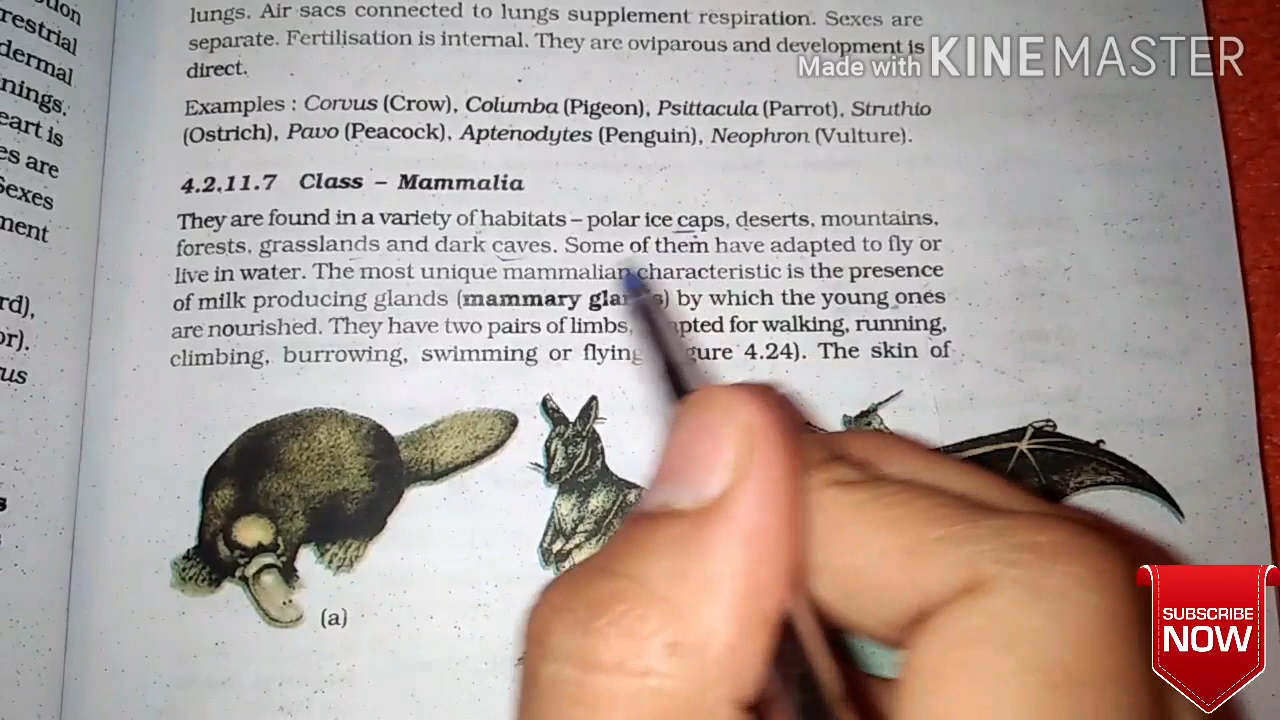 lungs. Air sacs connected to lungs supplement respiration. Sexes are
separate. Fertilisation is internal. They are oviparous and development is
direct.
Made with KINEMASTER
Examples : Corvus (Crow), Columba (Pigeon), Psittacula (Parrot), Struthio
(Ostrich), Pavo (Peacock), Aptenodytes (Penguin), Neophron (Vulture).
4.2.11.7 Class – Mammalia
They are found in a variety of habitats – polar ice caps, deserts, mountains,
forests, grasslands and dark caves. Some of them have adapted to fly or
live in water. The most unique mammalian characteristic is the presence
of milk producing glands (mammary glands) by which the young ones
are nourished. They have two pairs of limbs, adapted for walking, running,
climbing, burrowing, swimming or flying (Figure 4.24). The skin of
(a)
SUBSCRIBE
NOW